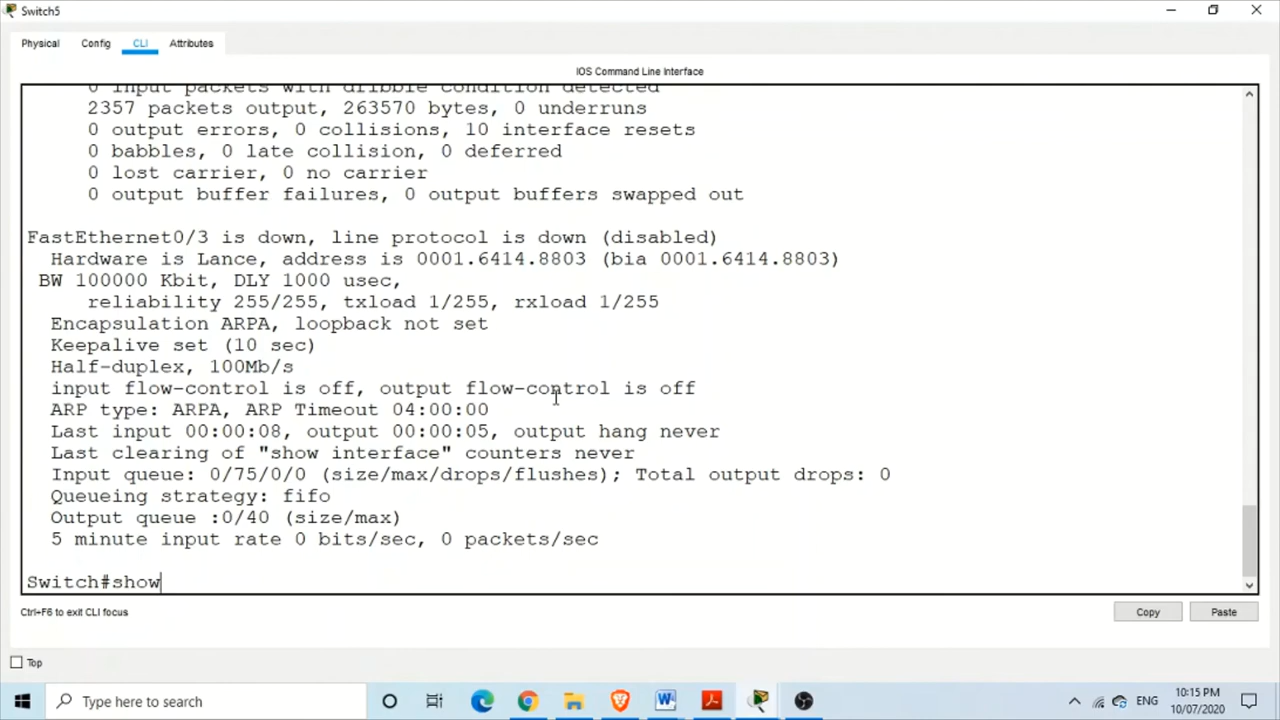 Switch5
Physical Config CLI Attributes
IOS Command Line Interface
0 input packets with dribble condition detected
2357 packets output, 263570 bytes, 0 underruns
0 output errors, 0 collisions, 10 interface resets
0 babbles, 0 late collision, 0 deferred
0 lost carrier, 0 no carrier
0 output buffer failures, 0 output buffers swapped out
FastEthernet0/3 is down, line protocol is down (disabled)
Hardware is Lance, address is 0001.6414.8803 (bia 0001.6414.8803)
BW 100000 Kbit, DLY 1000 usec,
reliability 255/255, txload 1/255, rxload 1/255
Encapsulation ARPA, loopback not set
Keepalive set (10 sec)
Half-duplex, 100Mb/s
input flow-control is off, output flow-control is off
ARP type: ARPA, ARP Timeout 04:00:00
Last input 00:00:08, output 00:00:05, output hang never
Last clearing of "show interface" counters never
Input queue: 0/75/0/0 (size/max/drops/flushes); Total output drops: 0
Queueing strategy: fifo
Output queue :0/40 (size/max)
5 minute input rate 0 bits/sec, 0 packets/sec
Switch#show
Ctrl+F6 to exit CLI focus
Copy Paste
Top
Type here to search
ENG
10:15 PM
10/07/2020